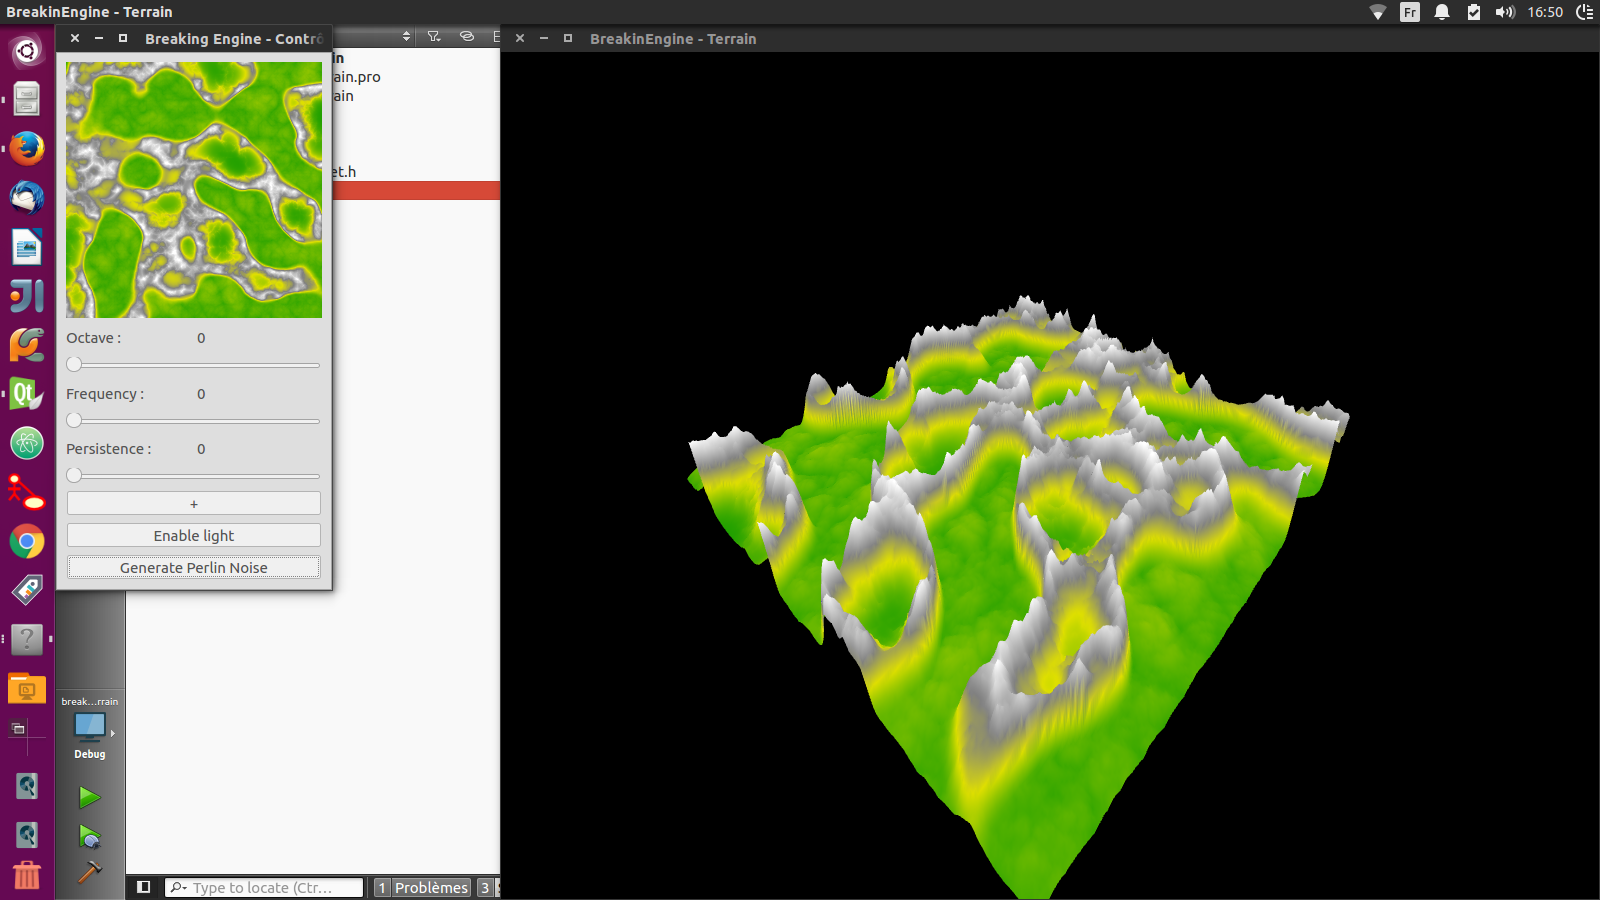 BreakinEngine - Terrain
Fr
16:50
Breaking Engine - Contrô
BreakinEngine - Terrain
in
ain.pro
ain
et.h
Octave : 0
Frequency : 0
Persistence : 0
+
Enable light
Generate Perlin Noise
Qt
break...rrain
Debug
Type to locate (Ctr...
1 Problèmes 3